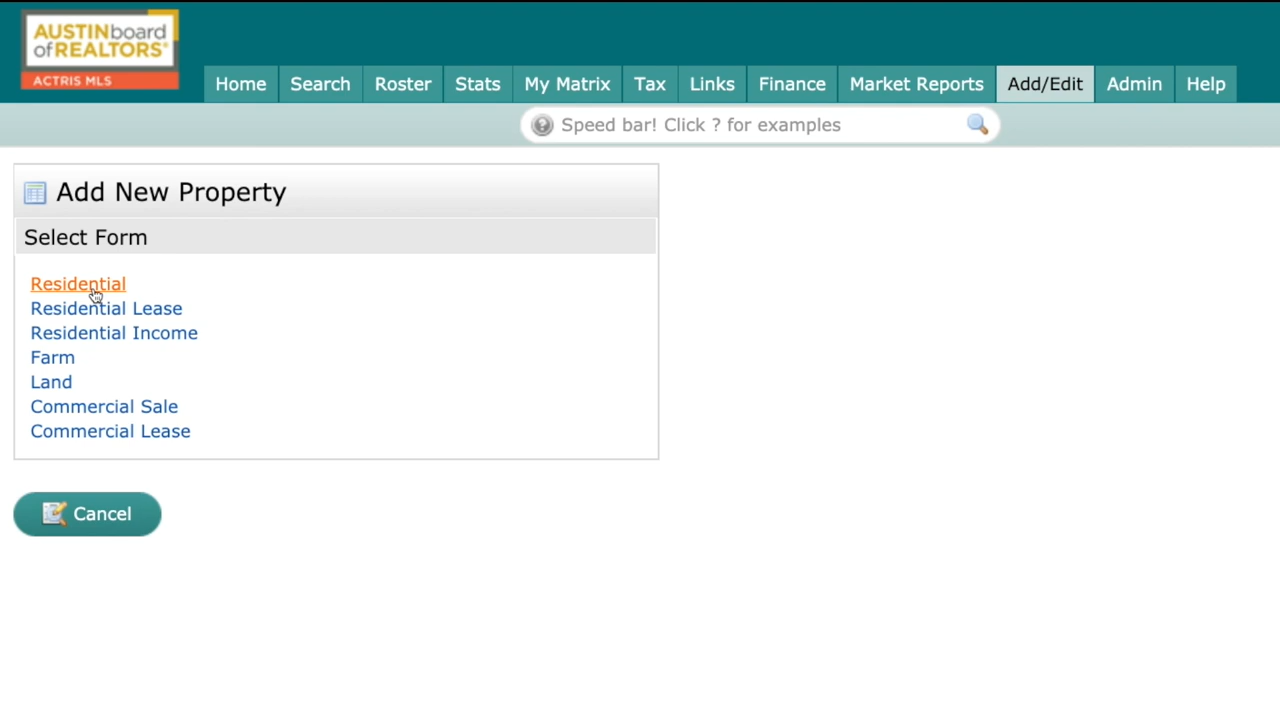 AUSTINboard
of REALTORS®
ACTRIS MLS
Home Search Roster Stats My Matrix Tax Links Finance Market Reports Add/Edit Admin Help
? Speed bar! Click ? for examples
Add New Property
Select Form
Residential
Residential Lease
Residential Income
Farm
Land
Commercial Sale
Commercial Lease
Cancel